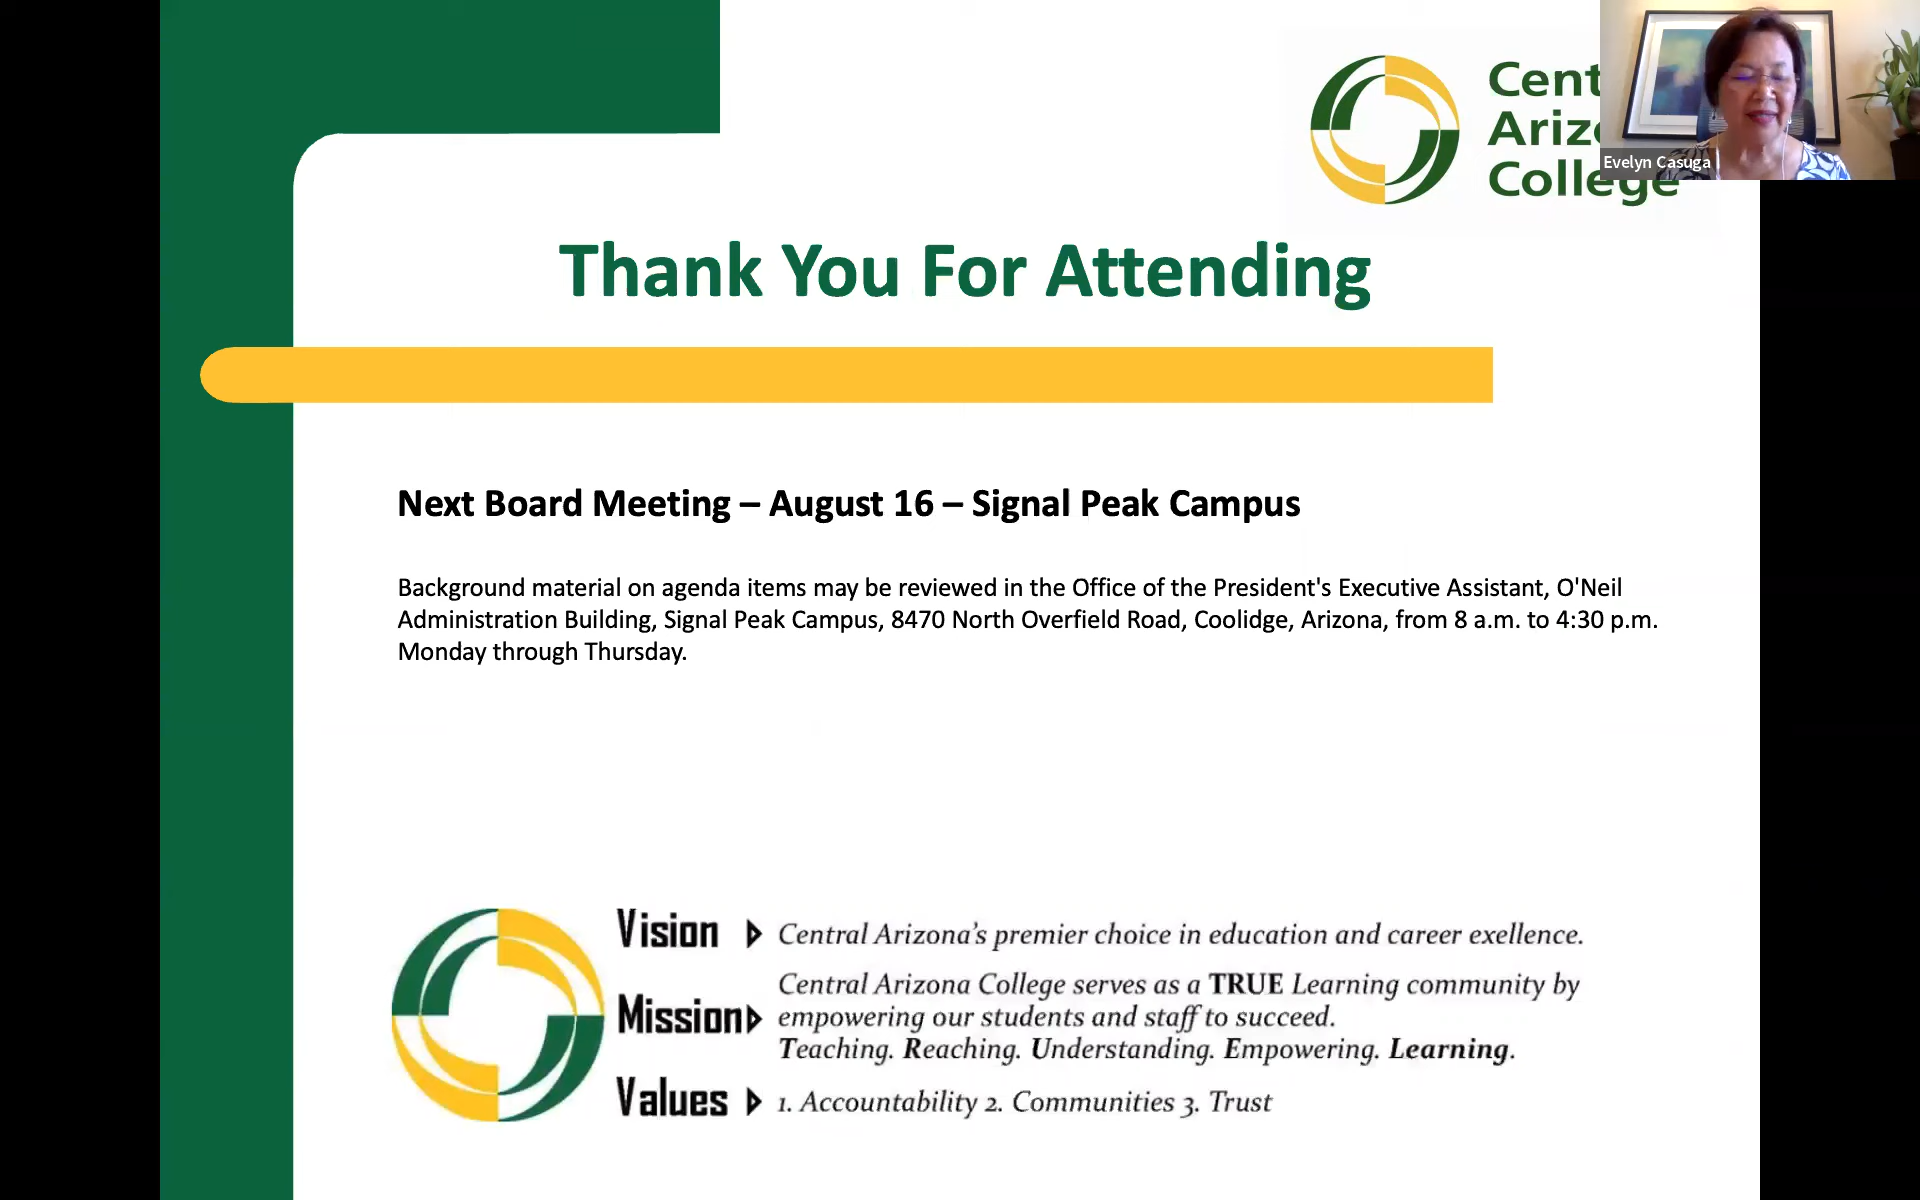 Cent
Ariz
College
Evelyn Casuga
Thank You For Attending
Next Board Meeting – August 16 – Signal Peak Campus
Background material on agenda items may be reviewed in the Office of the President's Executive Assistant, O'Neil
Administration Building, Signal Peak Campus, 8470 North Overfield Road, Coolidge, Arizona, from 8 a.m. to 4:30 p.m.
Monday through Thursday.
Vision Central Arizona’s premier choice in education and career exellence.
Central Arizona College serves as a TRUE Learning community by
Mission empowering our students and staff to succeed.
Teaching. Reaching. Understanding. Empowering. Learning.
Values 1. Accountability 2. Communities 3. Trust